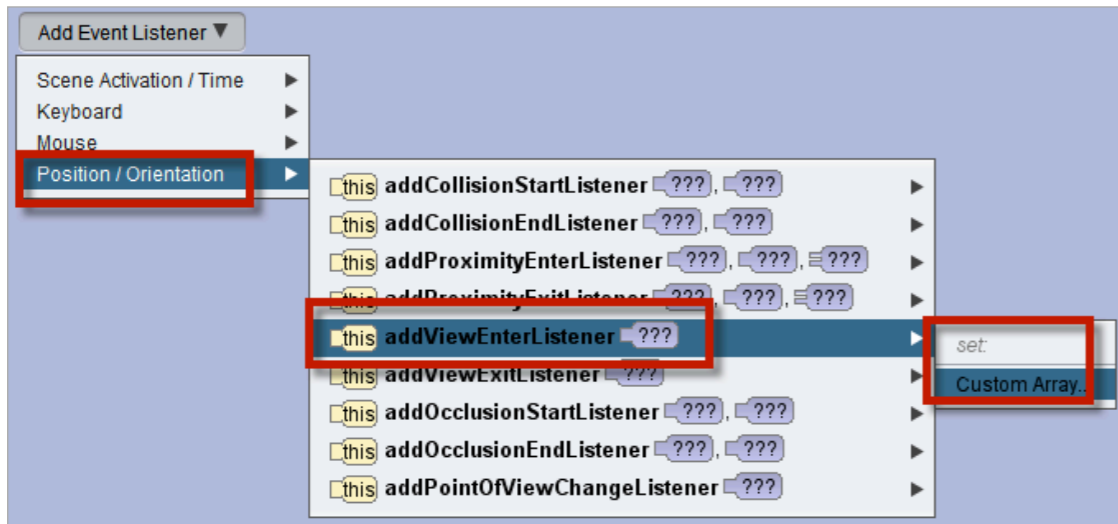 Add Event Listener ▼
Scene Activation / Time
Keyboard
Mouse
Position / Orientation
this addCollisionStartListener ???, ???
this addCollisionEndListener ???, ???
this addProximityEnterListener ???, ???, ???
this addProximityExitListener ???, ???, ???
this addViewEnterListener ???
this addViewExitListener ???
this addOcclusionStartListener ???, ???
this addOcclusionEndListener ???, ???
this addPointOfViewChangeListener ???
set:
Custom Array...